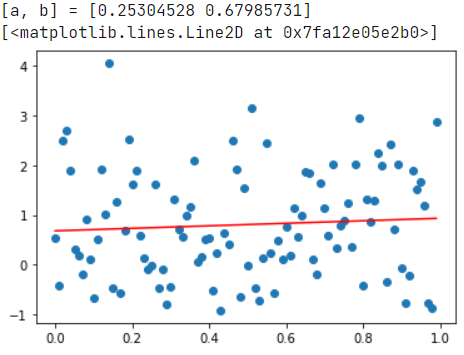 [a, b] = [0.25304528 0.67985731]
[<matplotlib.lines.Line2D at 0x7fa12e05e2b0>]
4
3
2
1
0
−1
0.0 0.2 0.4 0.6 0.8 1.0